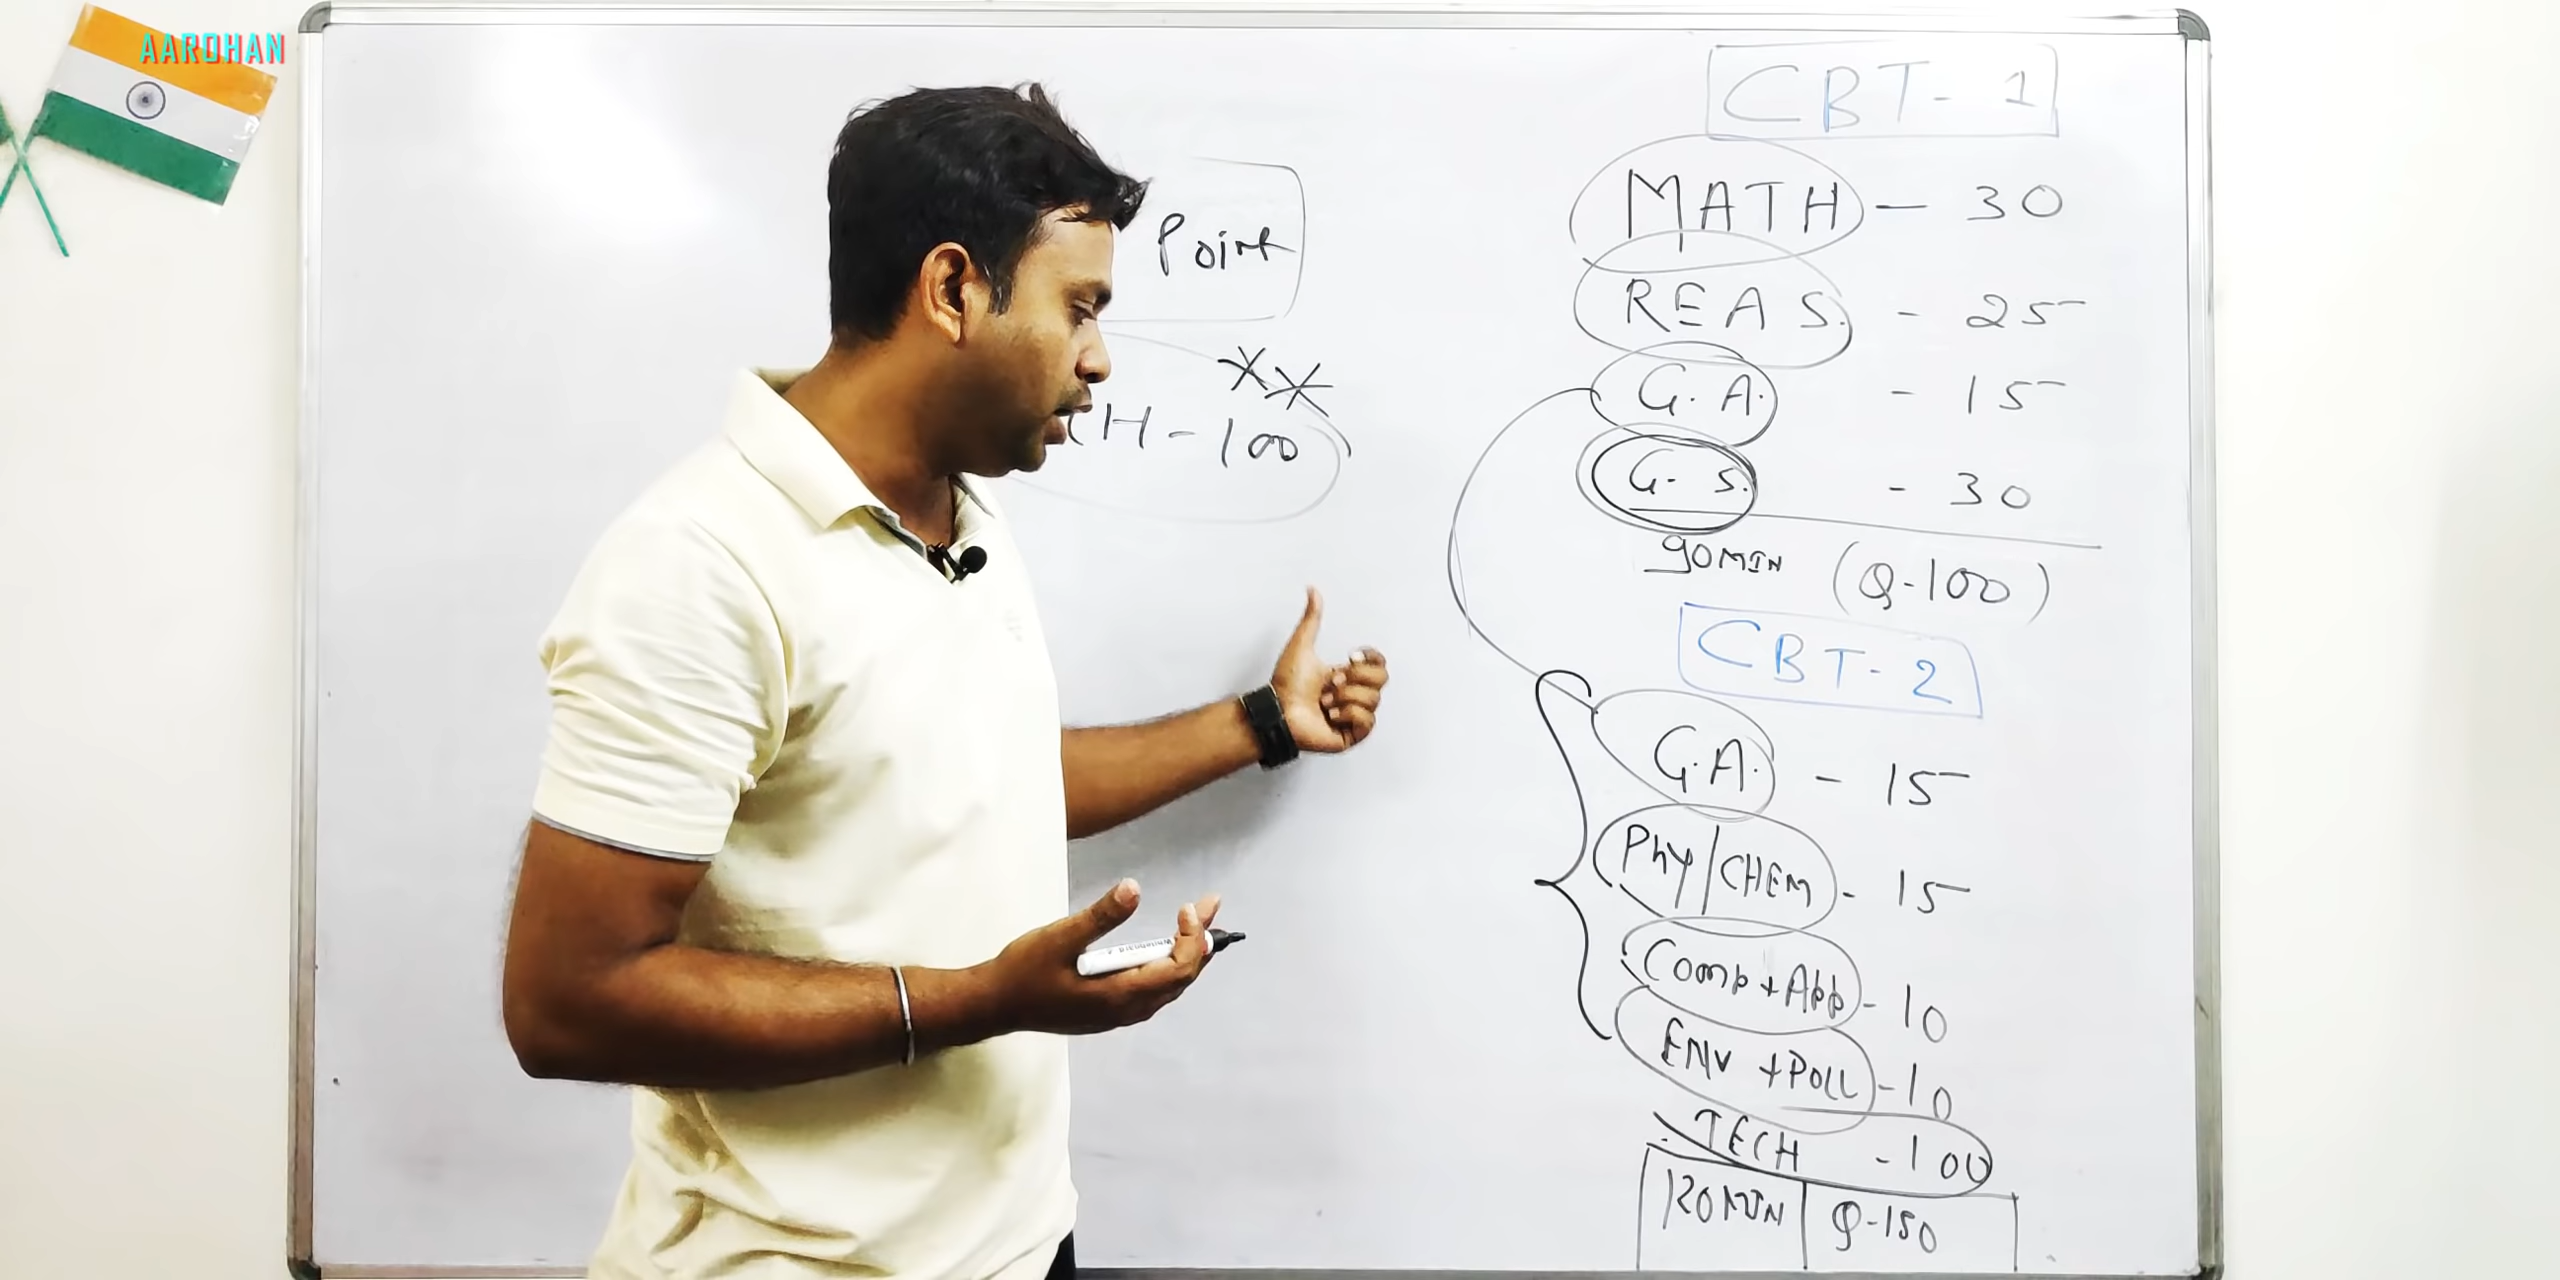 AAROHAN
Point
CH-100
CBT-1
MATH - 30
REAS. - 25
G.A. - 15
G.S. - 30
90MIN (Q-100)
CBT-2
G.A. - 15
Phy/CHEM - 15
Comp+App - 10
ENV+POLL - 10
TECH - 100
120MIN Q-150